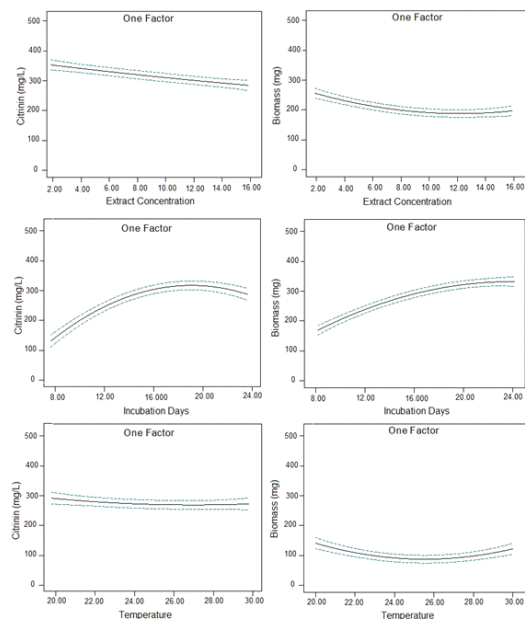 One Factor
Citrinin (mg/L)
500
400
300
200
100
0
2.00 4.00 6.00 8.00 10.00 12.00 14.00 16.00
Extract Concentration
One Factor
Biomass (mg)
500
400
300
200
100
0
2.00 4.00 6.00 8.00 10.00 12.00 14.00 16.00
Extract Concentration
One Factor
Citrinin (mg/L)
500
400
300
200
100
0
8.00 12.00 16.000 20.00 24.00
Incubation Days
One Factor
Biomass (mg)
500
400
300
200
100
0
8.00 12.00 16.000 20.00 24.00
Incubation Days
One Factor
Citrinin (mg/L)
500
400
300
200
100
0
20.00 22.00 24.00 26.00 28.00 30.00
Temperature
One Factor
Biomass (mg)
500
400
300
200
100
0
20.00 22.00 24.00 26.00 28.00 30.00
Temperature